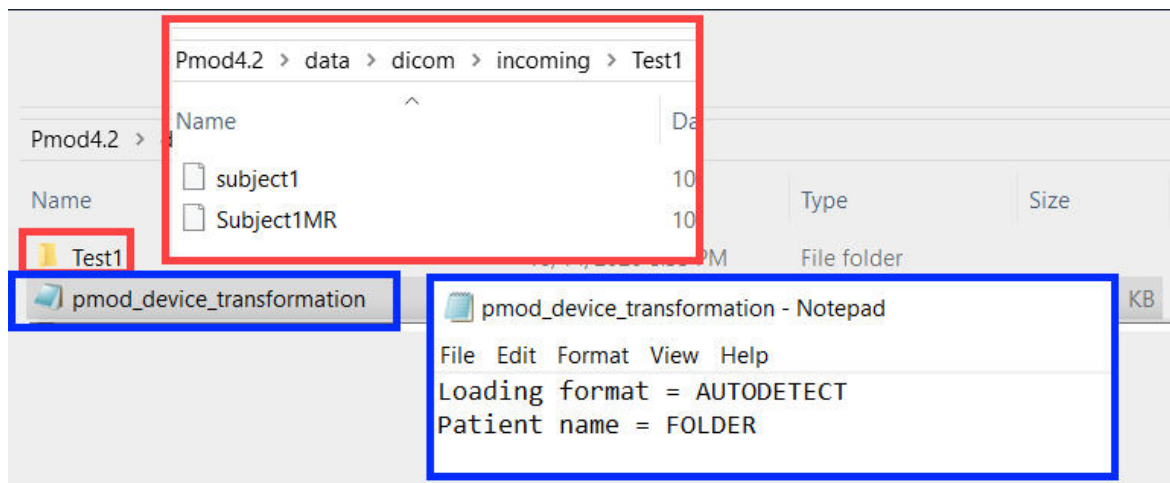 Pmod4.2 > data > dicom > incoming > Test1
Name
Da
subject1
10
Subject1MR
10
Pmod4.2 > d
Name
Type
Size
Test1
PM
File folder
pmod_device_transformation
KB
pmod_device_transformation - Notepad
File Edit Format View Help
Loading format = AUTODETECT
Patient name = FOLDER